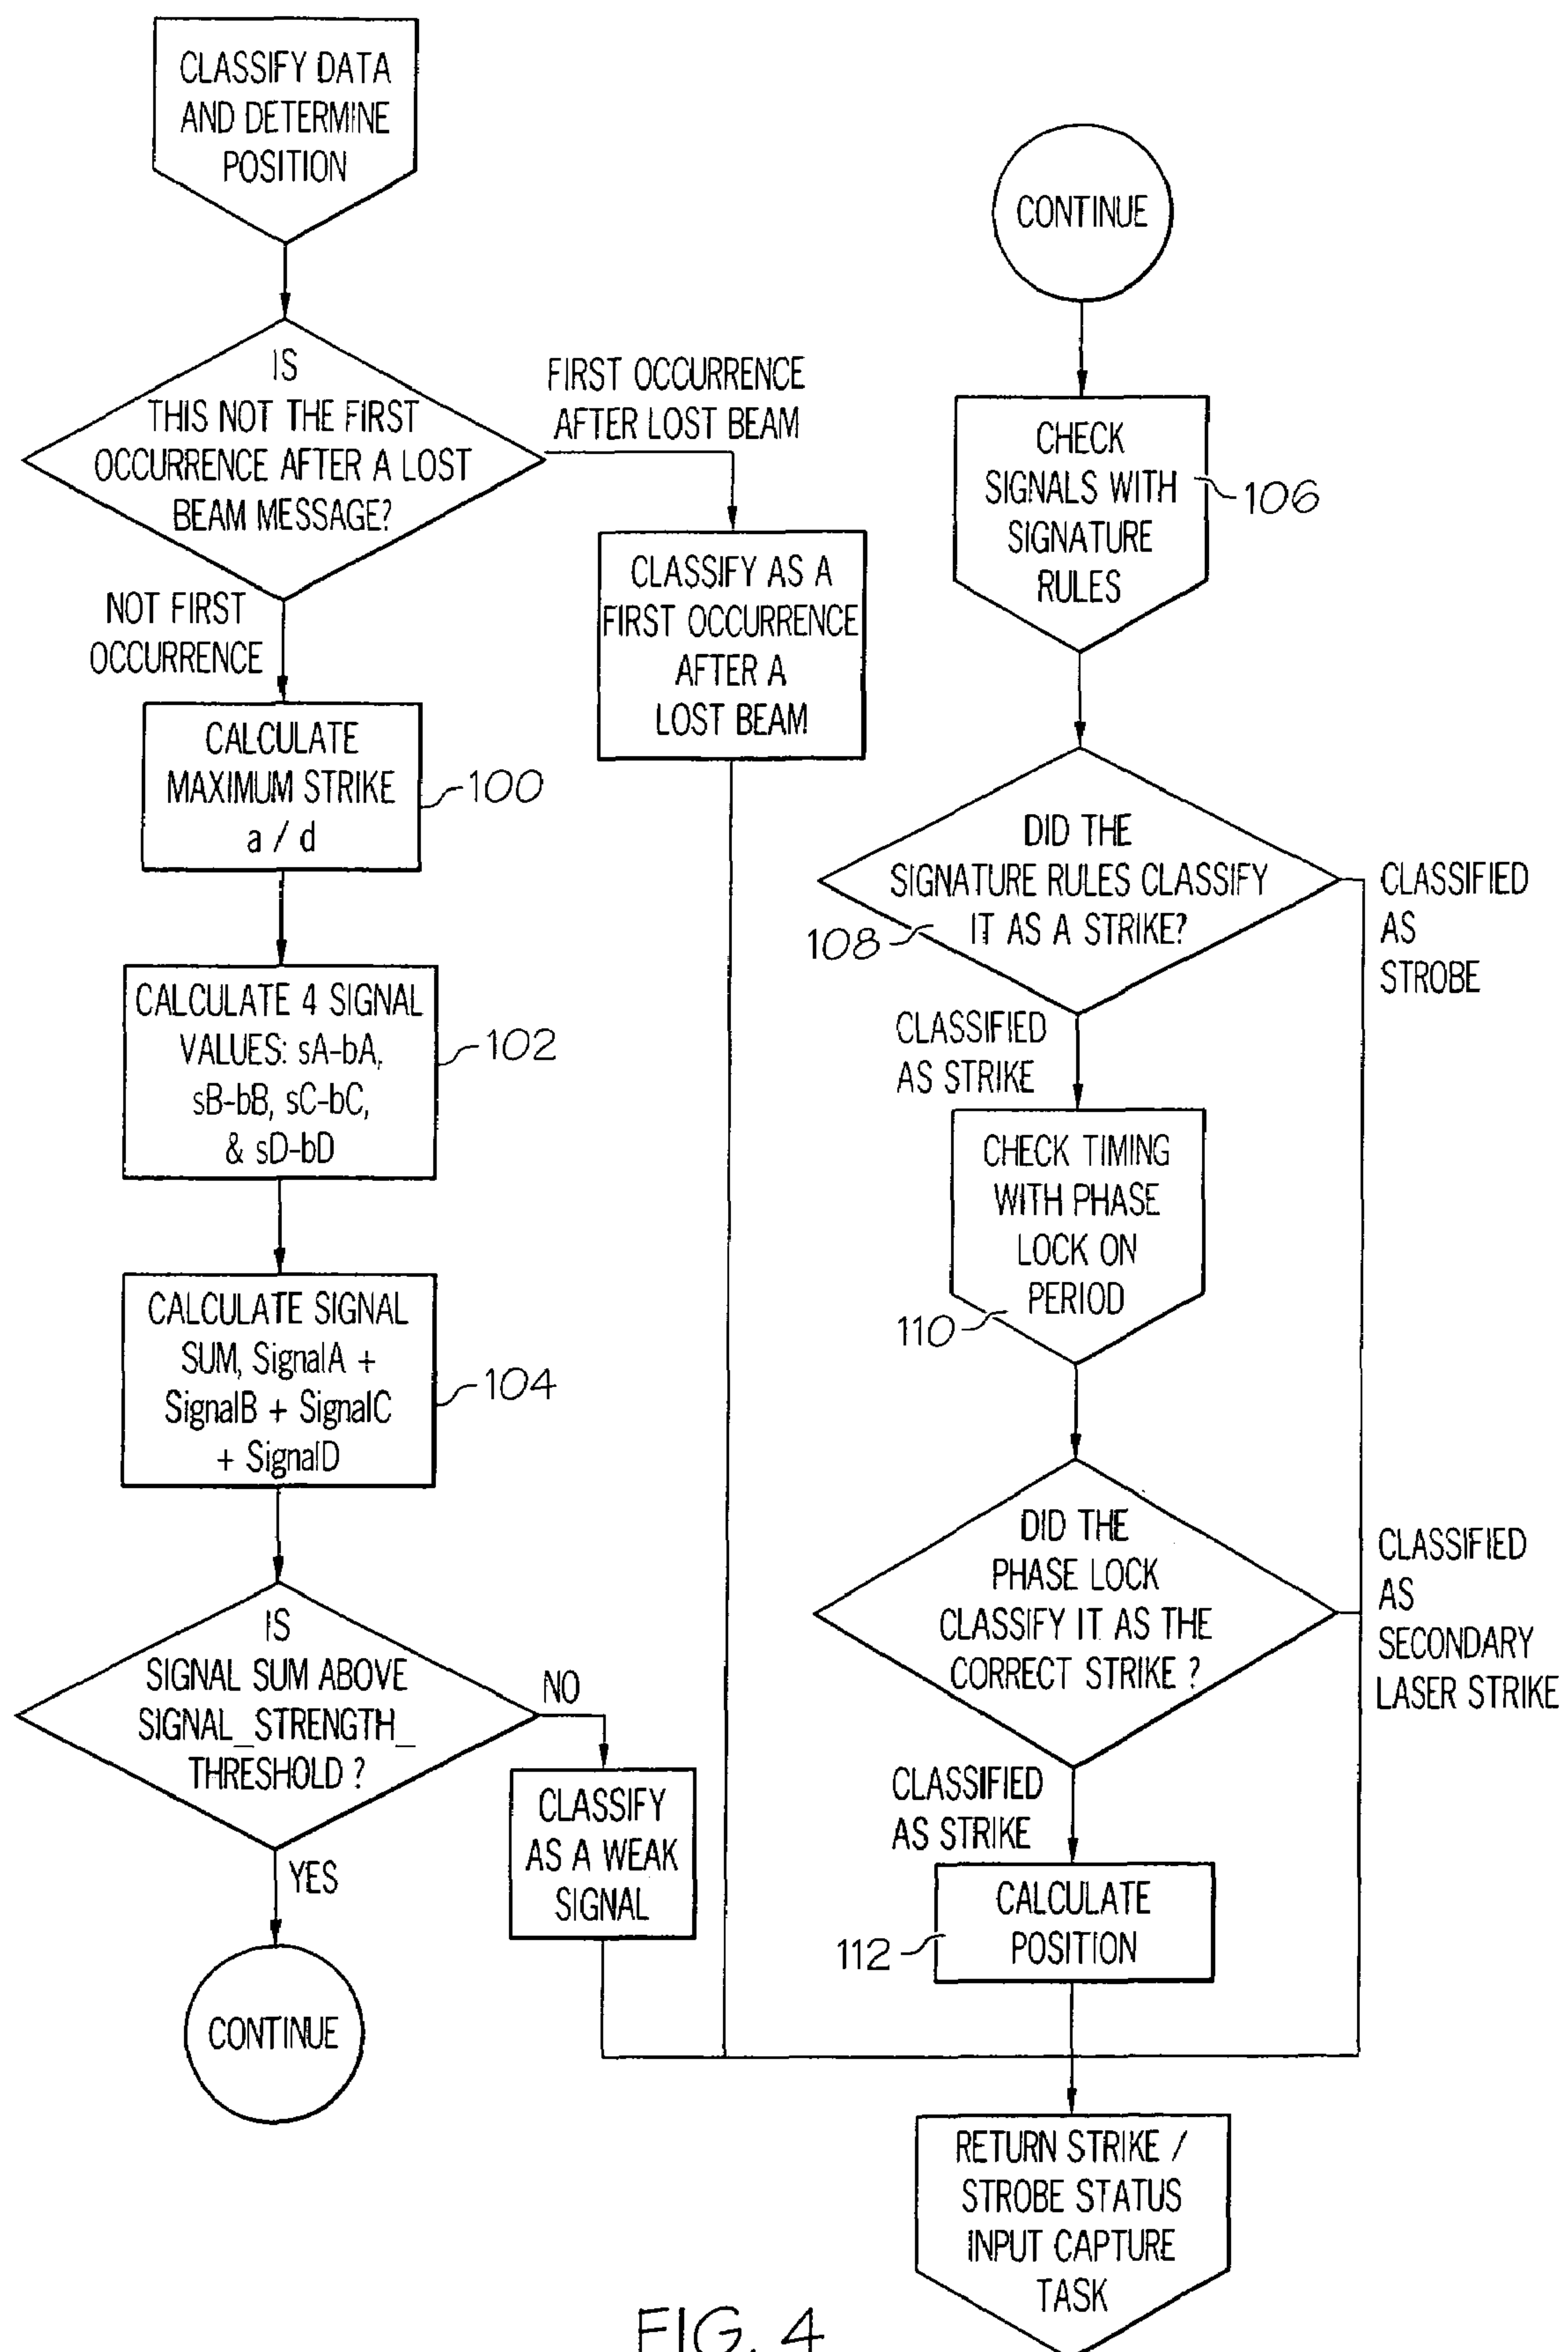 CLASSIFY DATA
AND DETERMINE
POSITION
IS
THIS NOT THE FIRST
OCCURRENCE AFTER A LOST
BEAM MESSAGE?
FIRST OCCURRENCE
AFTER LOST BEAM
CLASSIFY AS A
FIRST OCCURRENCE
AFTER A
LOST BEAM
NOT FIRST
OCCURRENCE
CALCULATE
MAXIMUM STRIKE
a / d
100
CALCULATE 4 SIGNAL
VALUES: sA-bA,
sB-bB, sC-bC,
& sD-bD
102
CALCULATE SIGNAL
SUM, SignalA +
SignalB + SignalC
+ SignalD
104
IS
SIGNAL SUM ABOVE
SIGNAL_STRENGTH_
THRESHOLD ?
NO
CLASSIFY
AS A WEAK
SIGNAL
YES
CONTINUE
CONTINUE
CHECK
SIGNALS WITH
SIGNATURE
RULES
106
DID THE
SIGNATURE RULES CLASSIFY
IT AS A STRIKE?
108
CLASSIFIED
AS
STROBE
CLASSIFIED
AS STRIKE
CHECK TIMING
WITH PHASE
LOCK ON
PERIOD
110
DID THE
PHASE LOCK
CLASSIFY IT AS THE
CORRECT STRIKE ?
CLASSIFIED
AS
SECONDARY
LASER STRIKE
CLASSIFIED
AS STRIKE
CALCULATE
POSITION
112
RETURN STRIKE /
STROBE STATUS
INPUT CAPTURE
TASK
FIG. 4